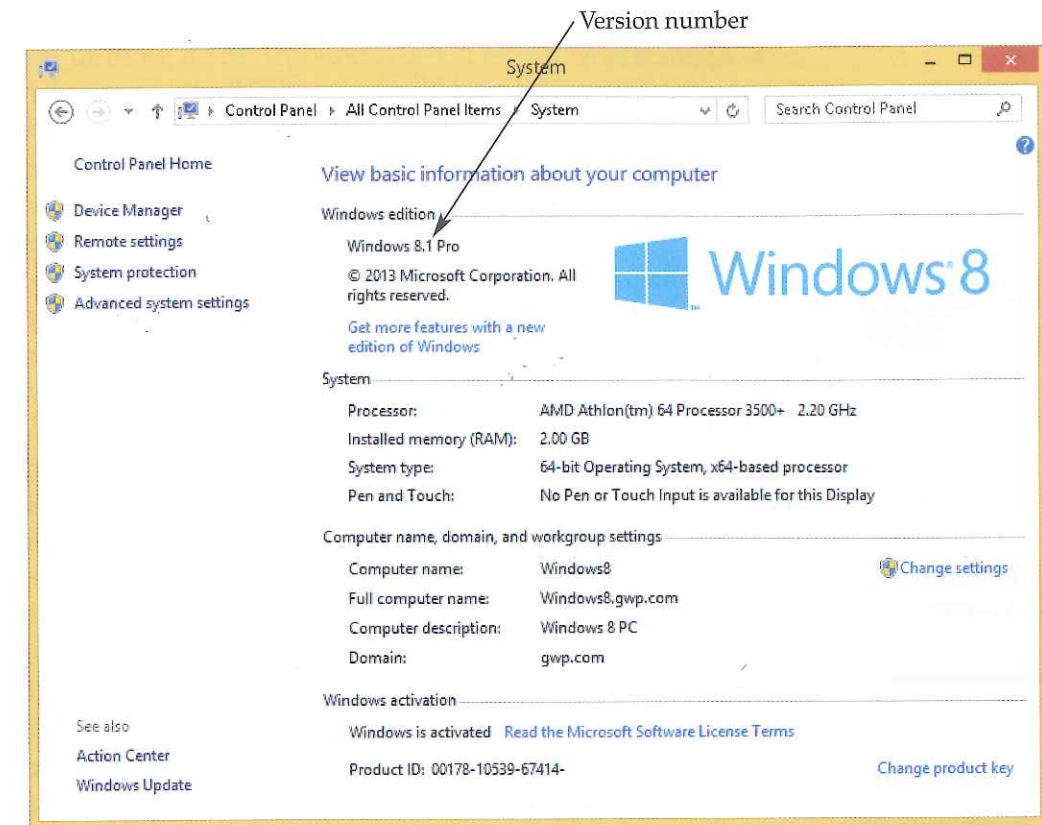 Version number
System
Control Panel All Control Panel Items System
Search Control Panel
Control Panel Home
Device Manager
Remote settings
System protection
Advanced system settings
View basic information about your computer
Windows edition
Windows 8.1 Pro
© 2013 Microsoft Corporation. All
rights reserved.
Get more features with a new
edition of Windows
Windows 8
System
Processor: AMD Athlon(tm) 64 Processor 3500+ 2.20 GHz
Installed memory (RAM): 2.00 GB
System type: 64-bit Operating System, x64-based processor
Pen and Touch: No Pen or Touch Input is available for this Display
Computer name, domain, and workgroup settings
Computer name: Windows8
Change settings
Full computer name: Windows8.gwp.com
Computer description: Windows 8 PC
Domain: gwp.com
Windows activation
Windows is activated Read the Microsoft Software License Terms
Product ID: 00178-10539-67414-
Change product key
See also
Action Center
Windows Update